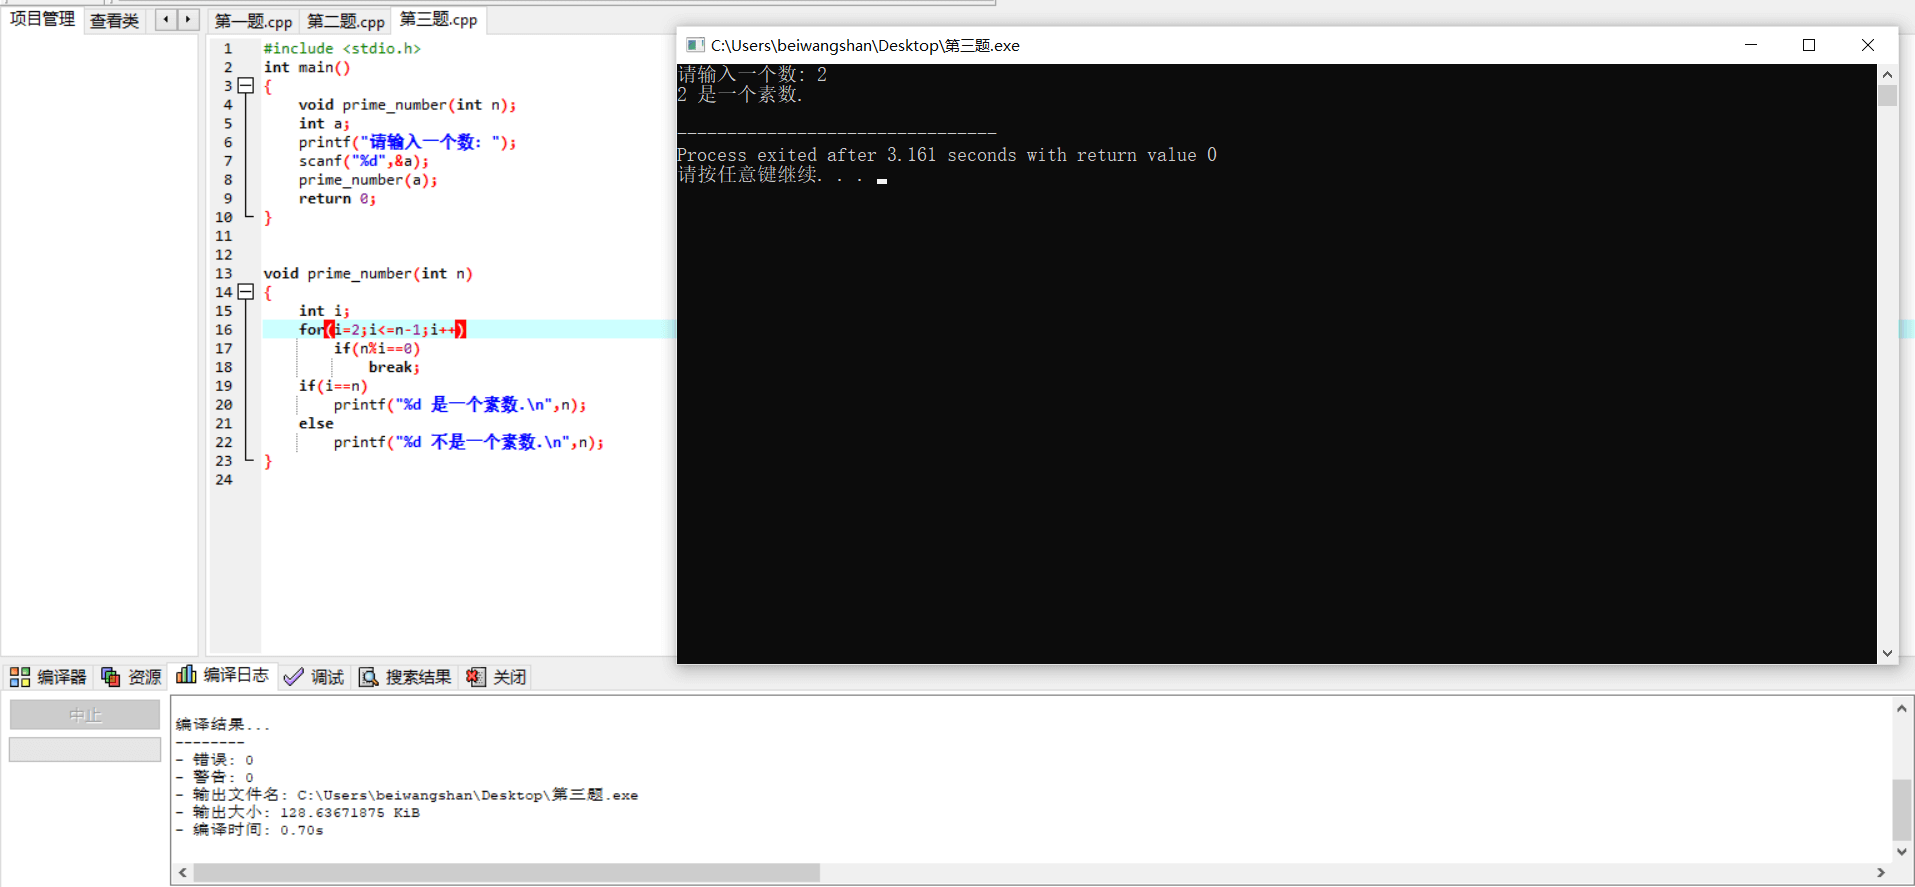 项目管理 查看类
第一题.cpp 第二题.cpp 第三题.cpp
1 #include <stdio.h>
2 int main()
3 {
4 void prime_number(int n);
5 int a;
6 printf("请输入一个数: ");
7 scanf("%d",&a);
8 prime_number(a);
9 return 0;
10 }
11
12
13 void prime_number(int n)
14 {
15 int i;
16 for(i=2;i<=n-1;i++)
17 if(n%i==0)
18 break;
19 if(i==n)
20 printf("%d 是一个素数.\n",n);
21 else
22 printf("%d 不是一个素数.\n",n);
23 }
24
C:\Users\beiwangshan\Desktop\第三题.exe
请输入一个数: 2
2 是一个素数.
--------------------------------
Process exited after 3.161 seconds with return value 0
请按任意键继续. . .
编译器 资源 编译日志 调试 搜索结果 关闭
中止
编译结果...
--------
- 错误: 0
- 警告: 0
- 输出文件名: C:\Users\beiwangshan\Desktop\第三题.exe
- 输出大小: 128.63671875 KiB
- 编译时间: 0.70s